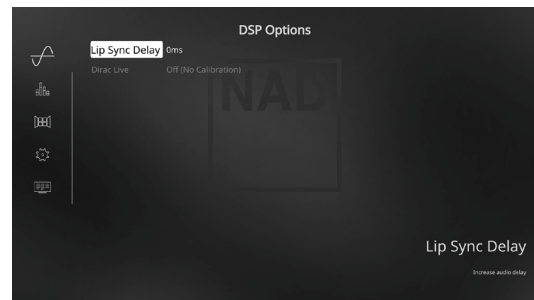 DSP Options
Lip Sync Delay 0ms
Dirac Live Off (No Calibration)
NAD
Lip Sync Delay
Increase audio delay